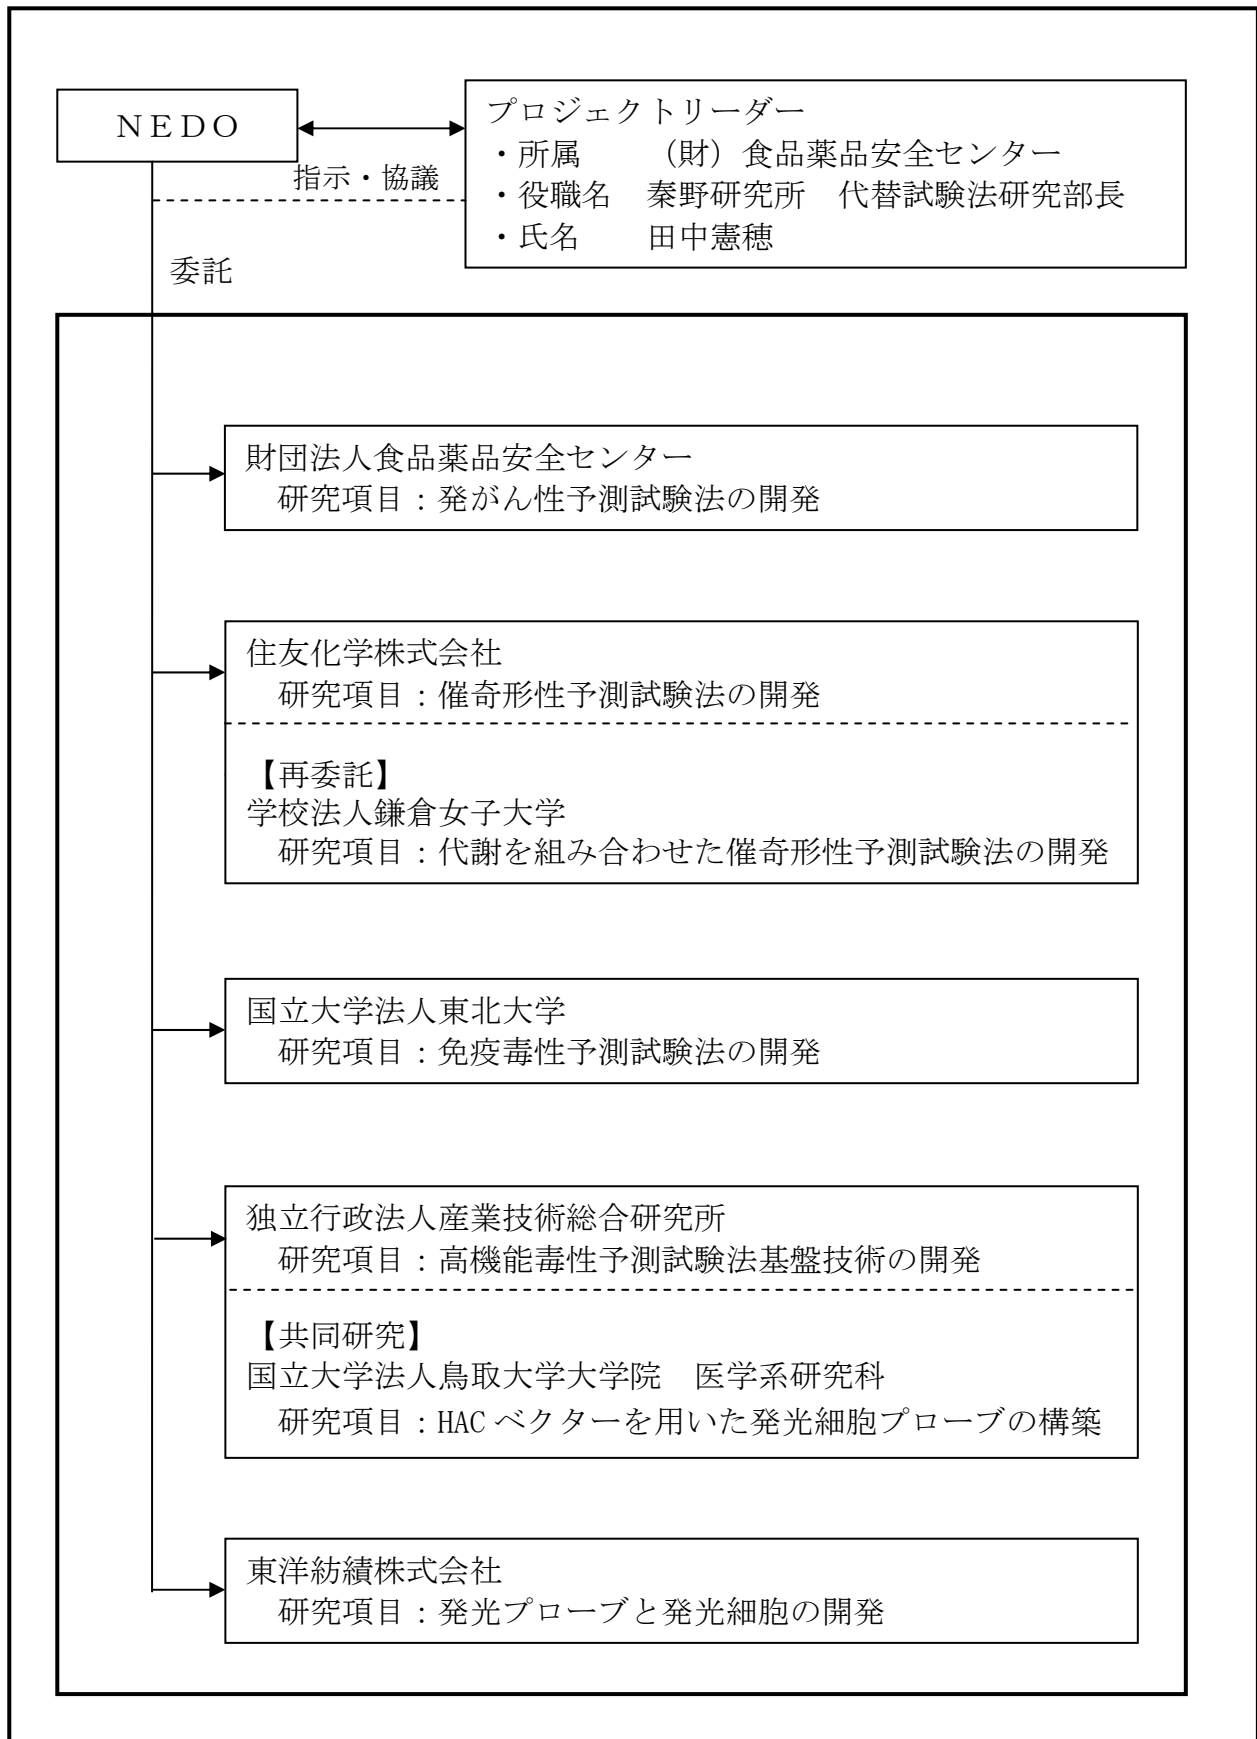 ＮＥＤＯ
プロジェクトリーダー
・所属　　（財）食品薬品安全センター
・役職名　秦野研究所　代替試験法研究部長
・氏名　　田中憲穂
指示・協議
委託
財団法人食品薬品安全センター
研究項目：発がん性予測試験法の開発
住友化学株式会社
研究項目：催奇形性予測試験法の開発
【再委託】
学校法人鎌倉女子大学
研究項目：代謝を組み合わせた催奇形性予測試験法の開発
国立大学法人東北大学
研究項目：免疫毒性予測試験法の開発
独立行政法人産業技術総合研究所
研究項目：高機能毒性予測試験法基盤技術の開発
【共同研究】
国立大学法人鳥取大学大学院　医学系研究科
研究項目：HACベクターを用いた発光細胞プローブの構築
東洋紡績株式会社
研究項目：発光プローブと発光細胞の開発